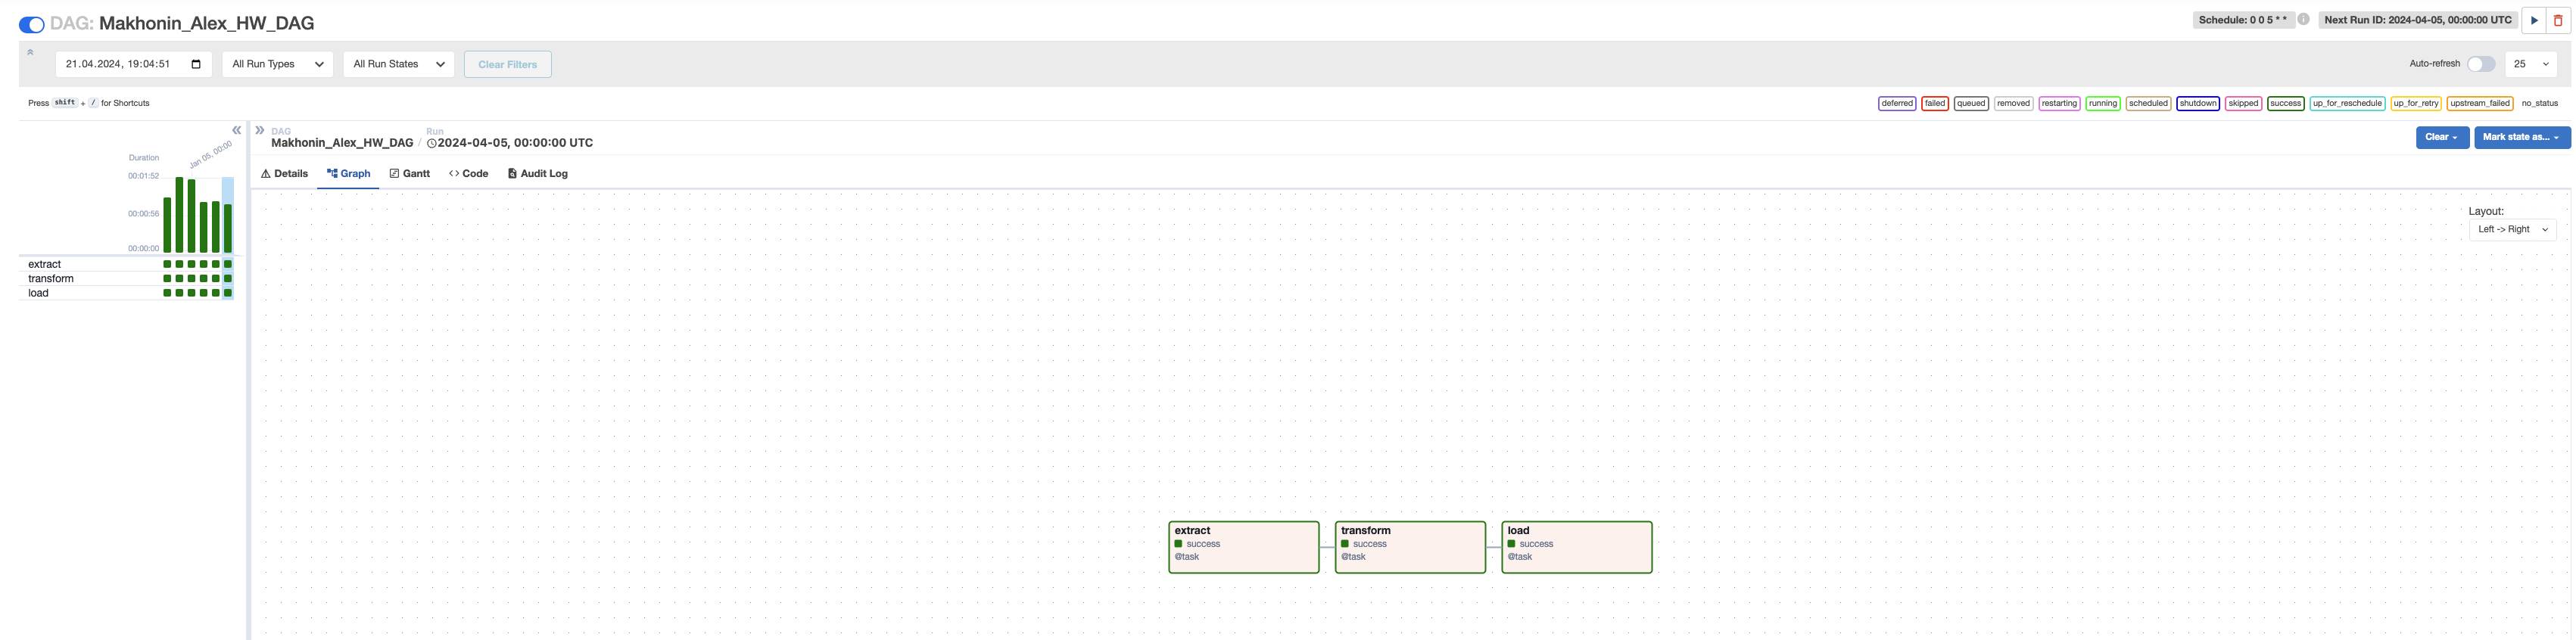 DAG: Makhonin_Alex_HW_DAG
Schedule: 0 0 5 * *
Next Run ID: 2024-04-05, 00:00:00 UTC
21.04.2024, 19:04:51
All Run Types
All Run States
Clear Filters
Auto-refresh
25
Press shift + / for Shortcuts
deferred failed queued removed restarting running scheduled shutdown skipped success up_for_reschedule up_for_retry upstream_failed no_status
Duration
Jan 05, 00:00
00:01:52
00:00:56
00:00:00
extract
transform
load
DAG
Makhonin_Alex_HW_DAG
/
Run
2024-04-05, 00:00:00 UTC
Clear
Mark state as...
Details
Graph
Gantt
Code
Audit Log
Layout:
Left -> Right
extract
success
@task
transform
success
@task
load
success
@task